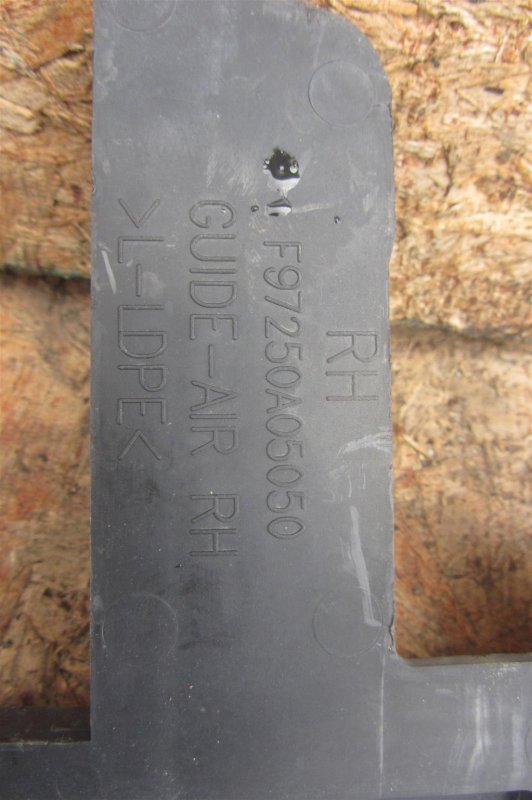 RH
F97250A05050
GUIDE-AIR RH
>L-LDPE<